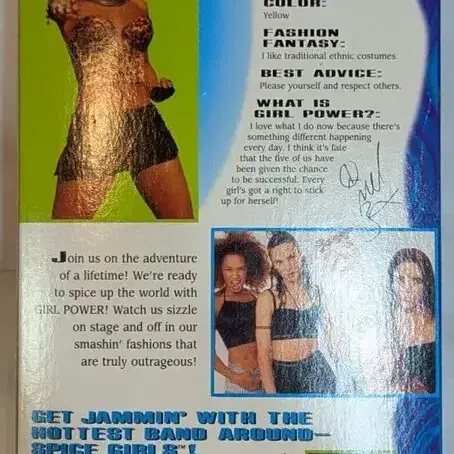 COLOR:
Yellow
FASHION
FANTASY:
I like traditional ethnic costumes.
BEST ADVICE:
Please yourself and respect others.
WHAT IS
GIRL POWER?:
I love what I do now because there's
something different happening
every day. I think it's fate
that the five of us have
been given the chance
to be successful. Every
girl's got a right to stick
up for herself!
Join us on the adventure
of a lifetime! We're ready
to spice up the world with
GIRL POWER! Watch us sizzle
on stage and off in our
smashin' fashions that
are truly outrageous!
GET JAMMIN' WITH THE
HOTTEST BAND AROUND—
SPICE GIRLS™!